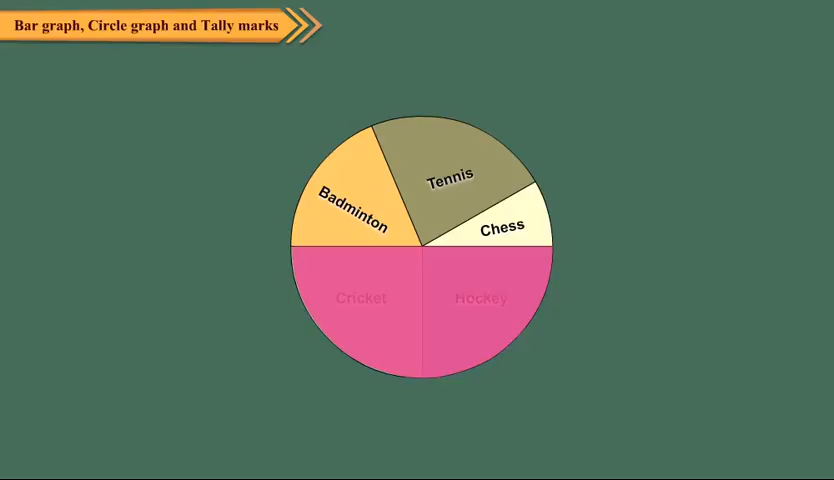 Bar graph, Circle graph and Tally marks
Tennis
Badminton
Chess
Cricket
Hockey